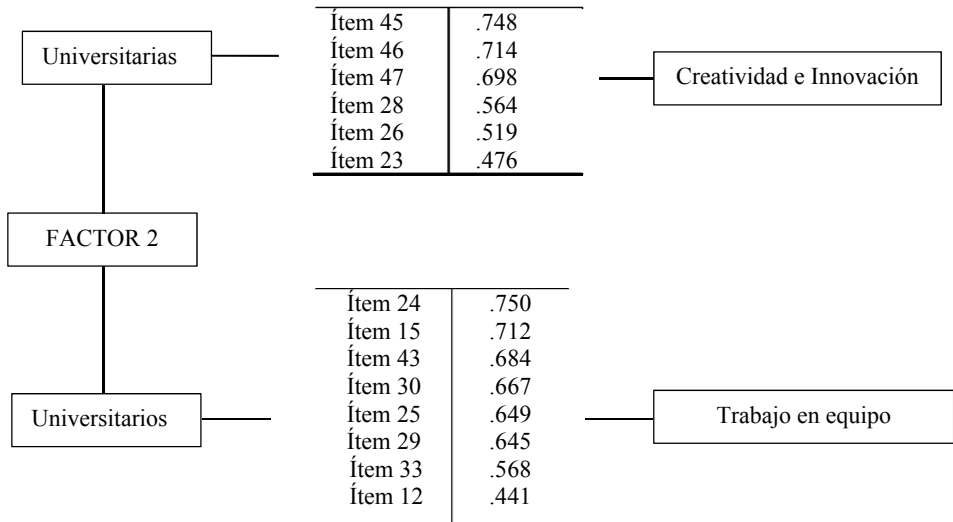 Universitarias
Ítem 45 .748
Ítem 46 .714
Ítem 47 .698
Ítem 28 .564
Ítem 26 .519
Ítem 23 .476
Creatividad e Innovación
FACTOR 2
Universitarios
Ítem 24 .750
Ítem 15 .712
Ítem 43 .684
Ítem 30 .667
Ítem 25 .649
Ítem 29 .645
Ítem 33 .568
Ítem 12 .441
Trabajo en equipo